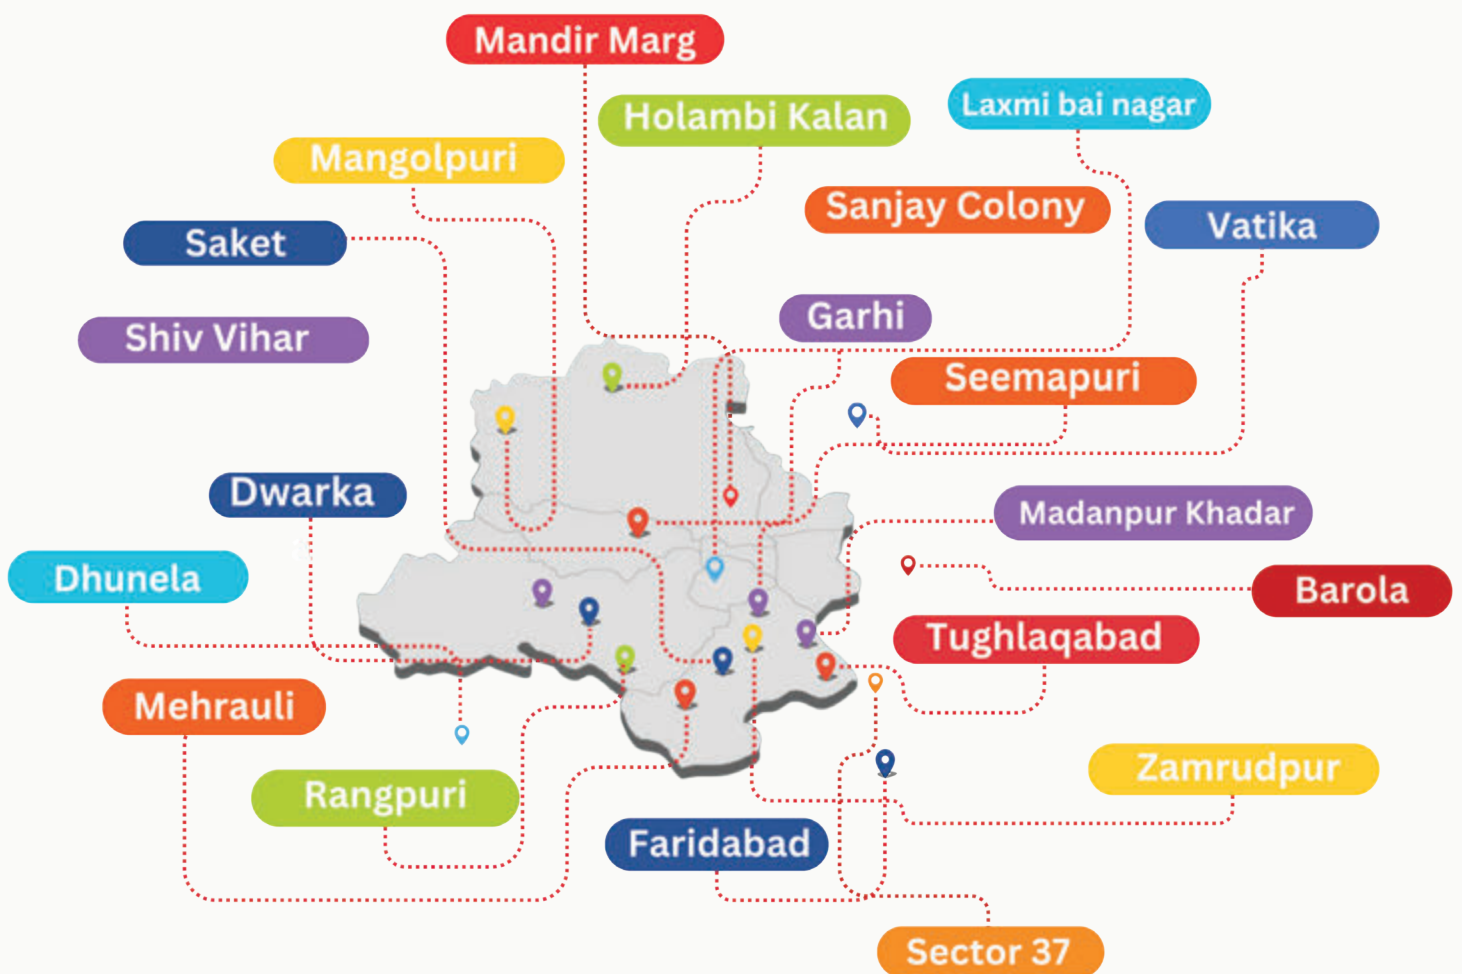 Mandir Marg
Laxmi bai nagar
Holambi Kalan
Mangolpuri
Sanjay Colony
Vatika
Saket
Garhi
Shiv Vihar
Seemapuri
Dwarka
Madanpur Khadar
Dhunela
Barola
Tughlaqabad
Mehrauli
Zamrudpur
Rangpuri
Faridabad
Sector 37